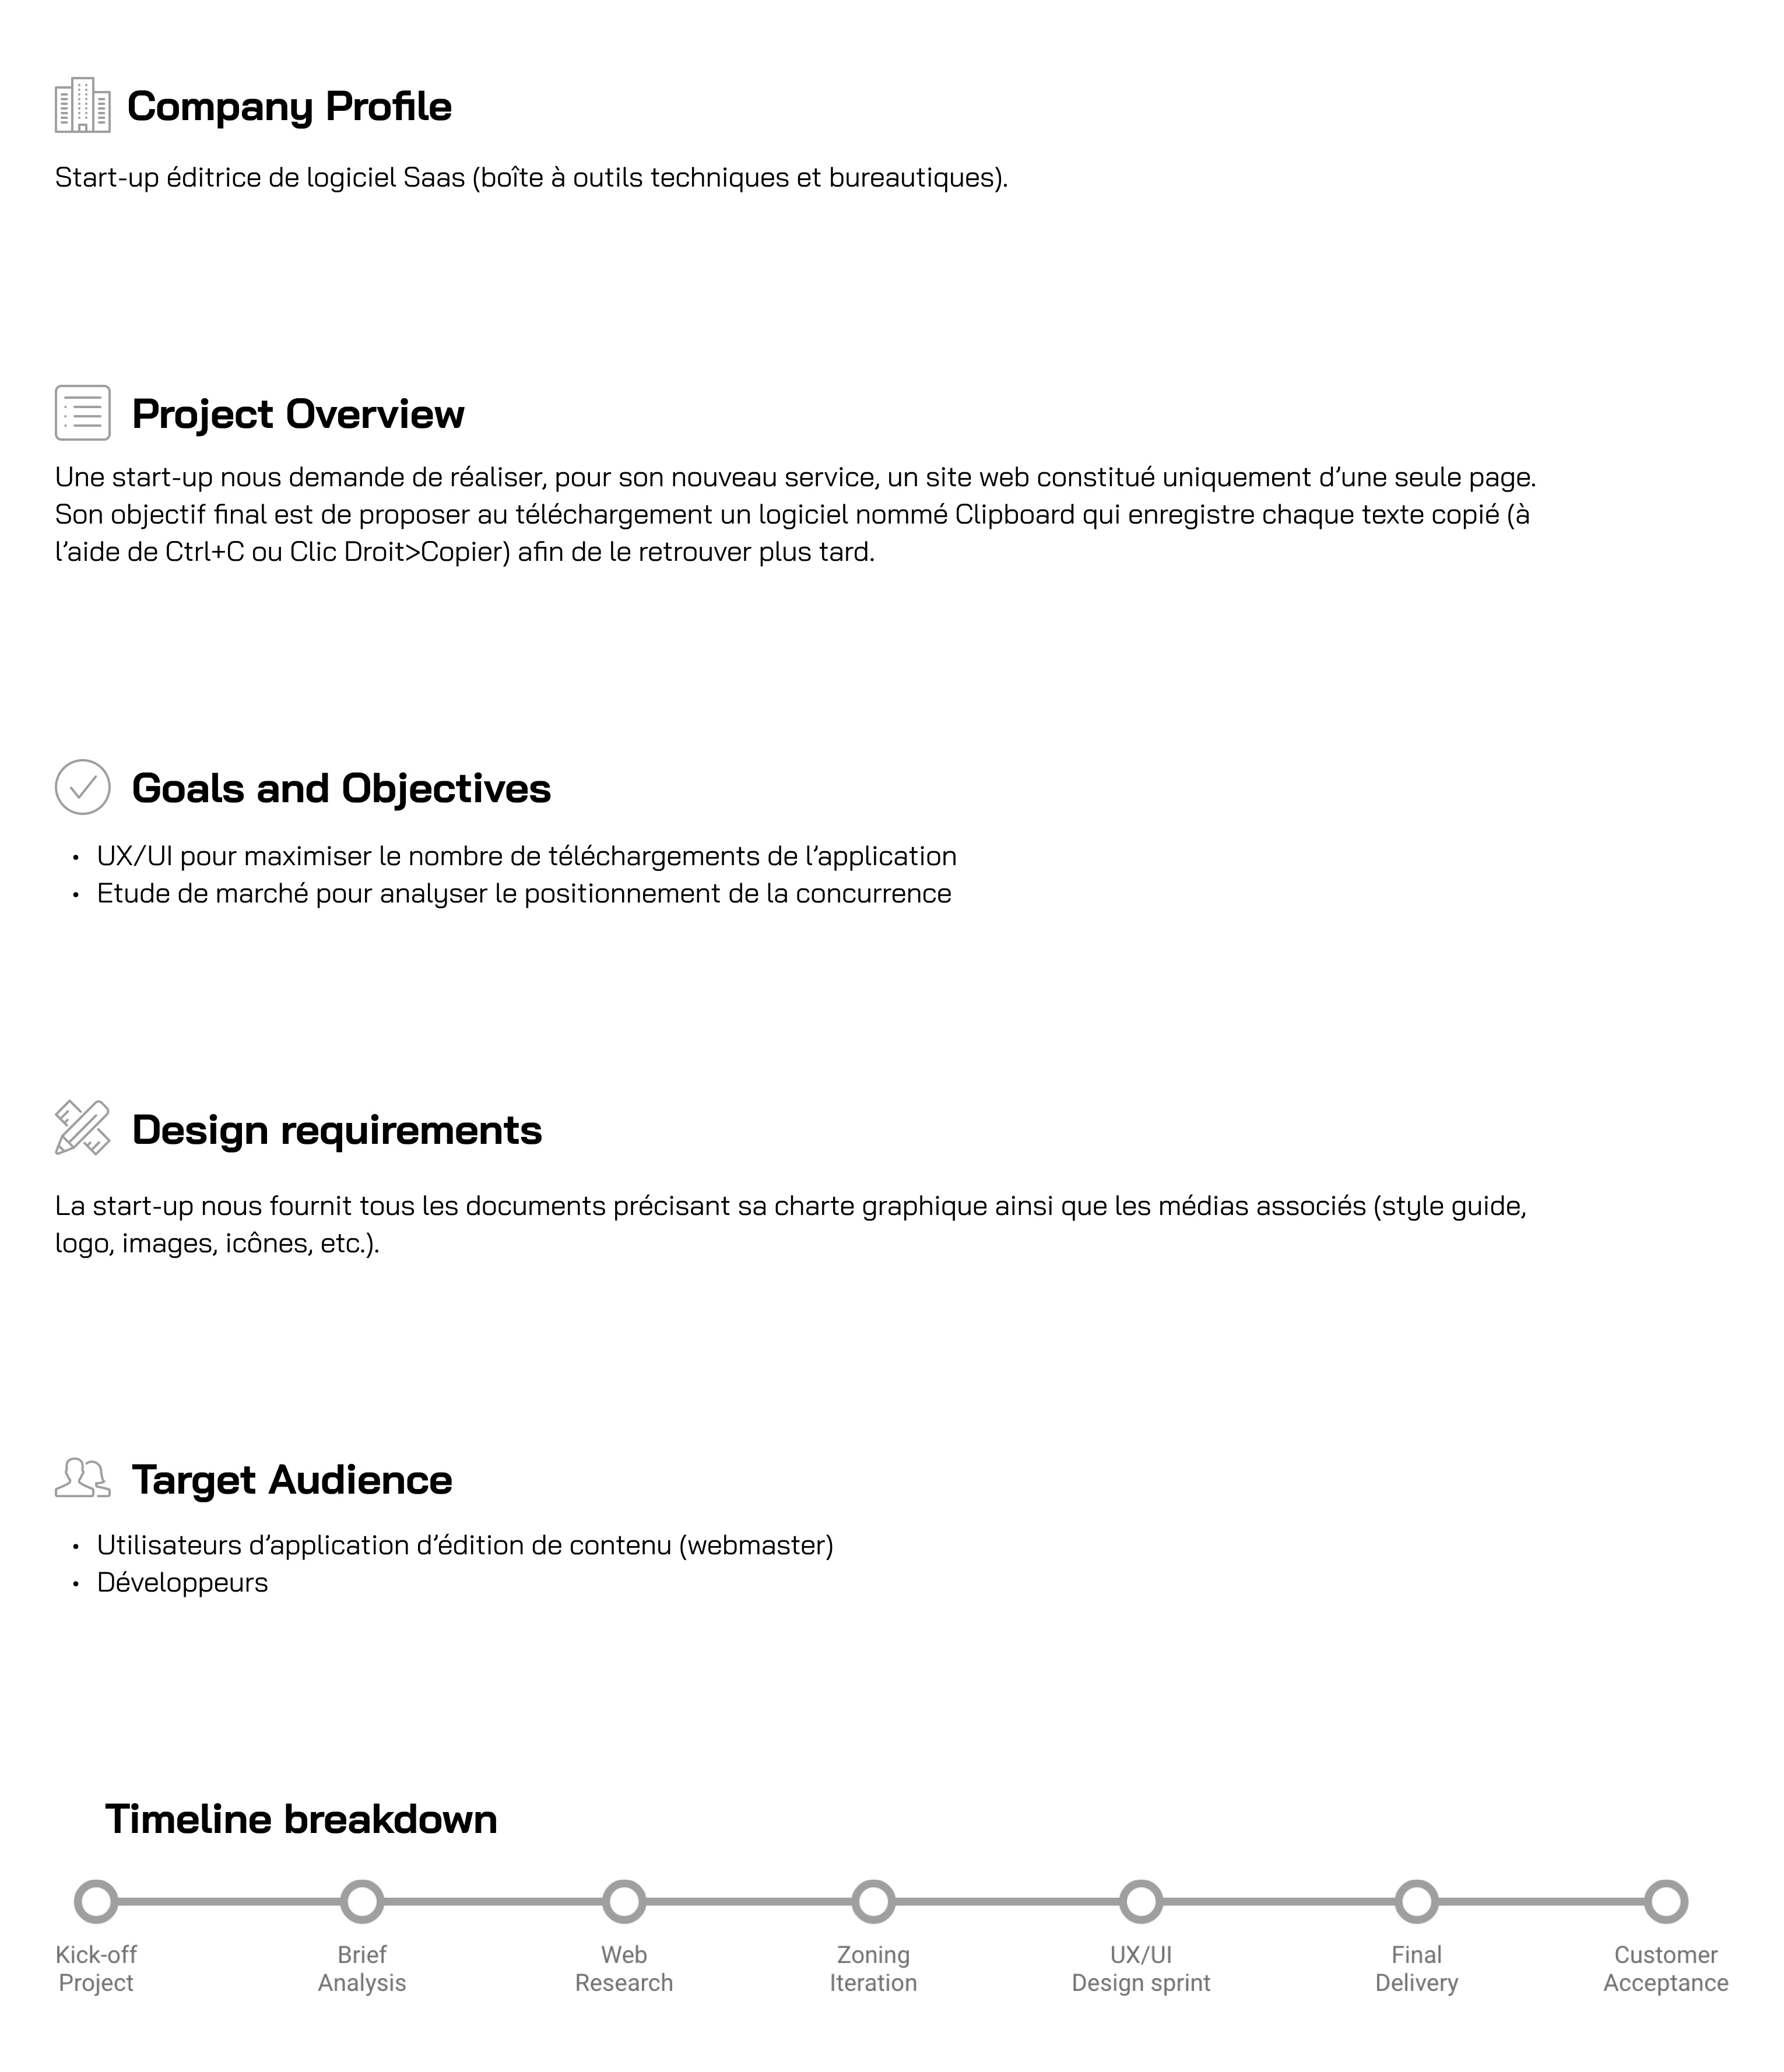 Company Profile
Start-up éditrice de logiciel Saas (boîte à outils techniques et bureautiques).
Project Overview
Une start-up nous demande de réaliser, pour son nouveau service, un site web constitué uniquement d’une seule page.
Son objectif final est de proposer au téléchargement un logiciel nommé Clipboard qui enregistre chaque texte copié (à
l’aide de Ctrl+C ou Clic Droit>Copier) afin de le retrouver plus tard.
Goals and Objectives
• UX/UI pour maximiser le nombre de téléchargements de l’application
• Etude de marché pour analyser le positionnement de la concurrence
Design requirements
La start-up nous fournit tous les documents précisant sa charte graphique ainsi que les médias associés (style guide,
logo, images, icônes, etc.).
Target Audience
• Utilisateurs d’application d’édition de contenu (webmaster)
• Développeurs
Timeline breakdown
Kick-off
Project
Brief
Analysis
Web
Research
Zoning
Iteration
UX/UI
Design sprint
Final
Delivery
Customer
Acceptance